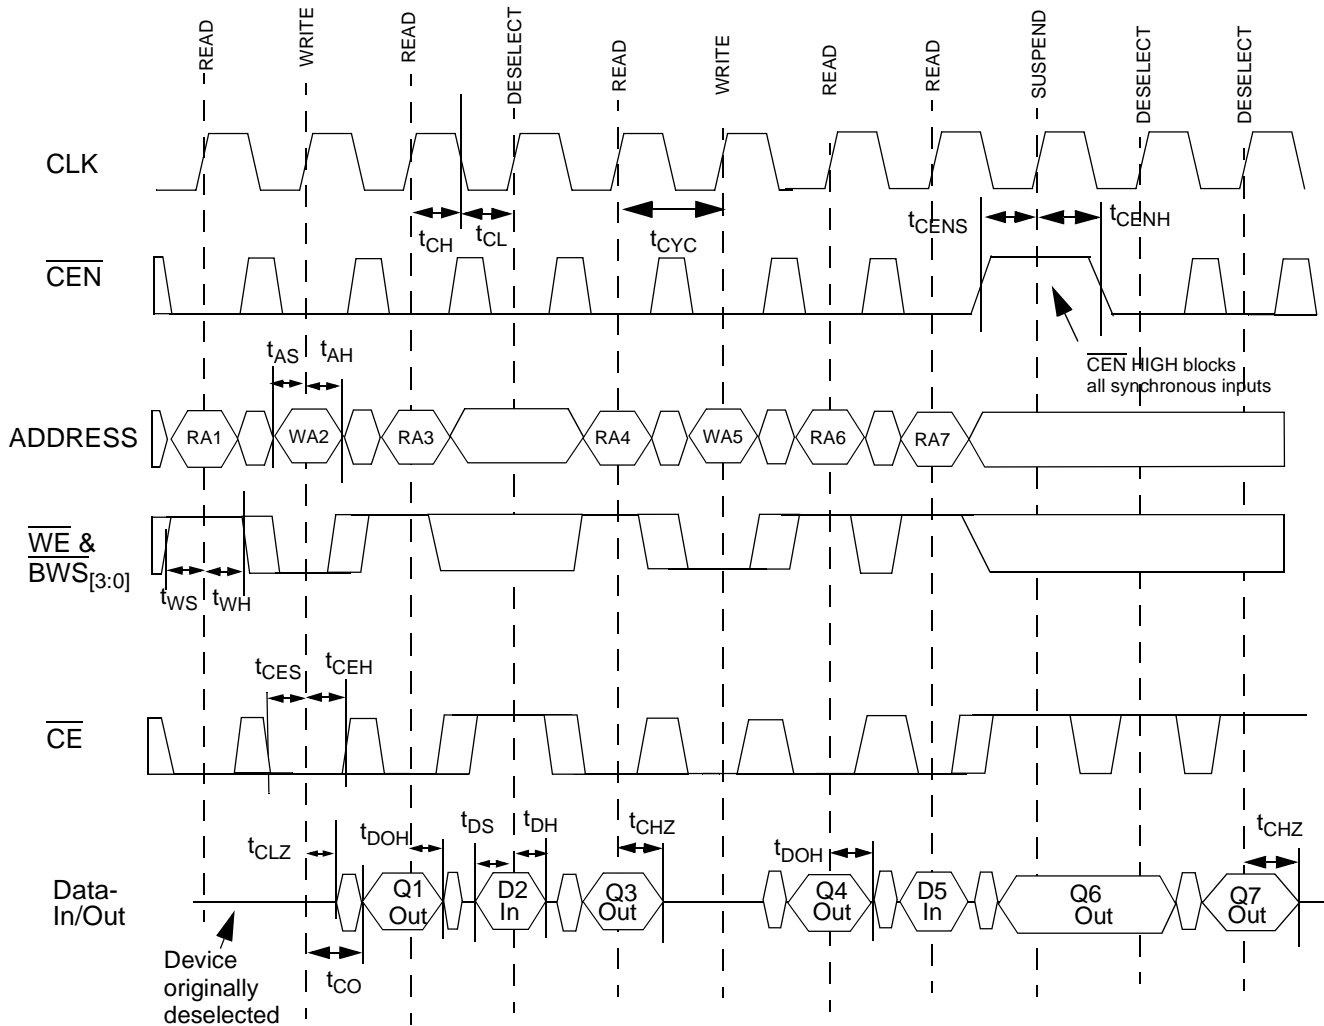 READ
WRITE
READ
DESELECT
READ
WRITE
READ
READ
SUSPEND
DESELECT
DESELECT
CLK
tCH
tCL
tCYC
tCENS
tCENH
CEN
CEN HIGH blocks
all synchronous inputs
tAS
tAH
ADDRESS
RA1
WA2
RA3
RA4
WA5
RA6
RA7
WE &
BWS[3:0]
tWS
tWH
tCES
tCEH
CE
tCLZ
tDOH
tDS
tDH
tCHZ
tDOH
tCHZ
Data-
In/Out
Q1
Out
D2
In
Q3
Out
Q4
Out
D5
In
Q6
Out
Q7
Out
tCO
Device
originally
deselected